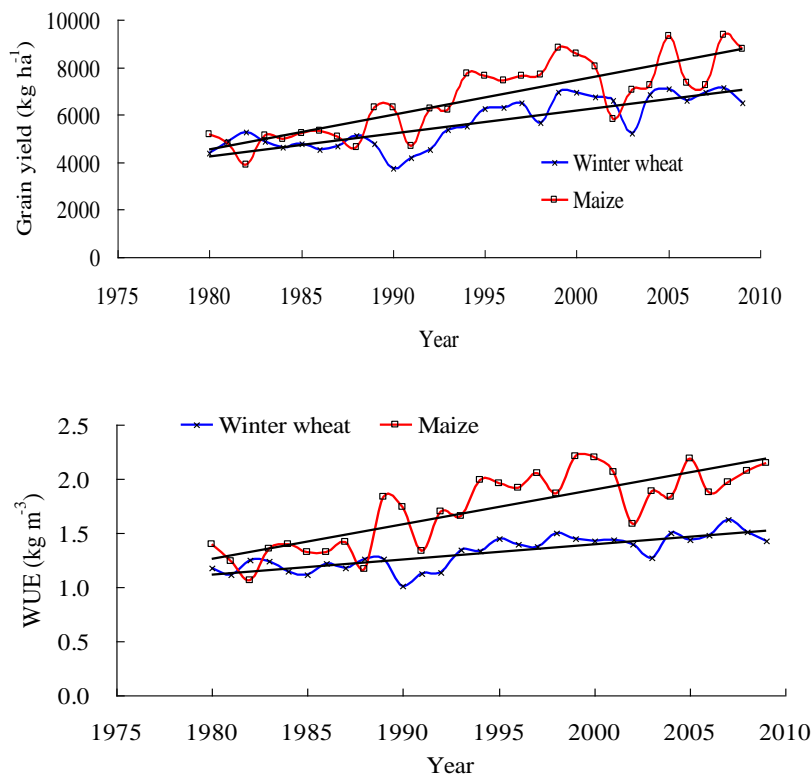 Grain yield (kg ha⁻¹)
10000
8000
6000
4000
2000
0
Winter wheat
Maize
1975 1980 1985 1990 1995 2000 2005 2010
Year
Winter wheat Maize
WUE (kg m⁻³)
2.5
2.0
1.5
1.0
0.5
0.0
1975 1980 1985 1990 1995 2000 2005 2010
Year